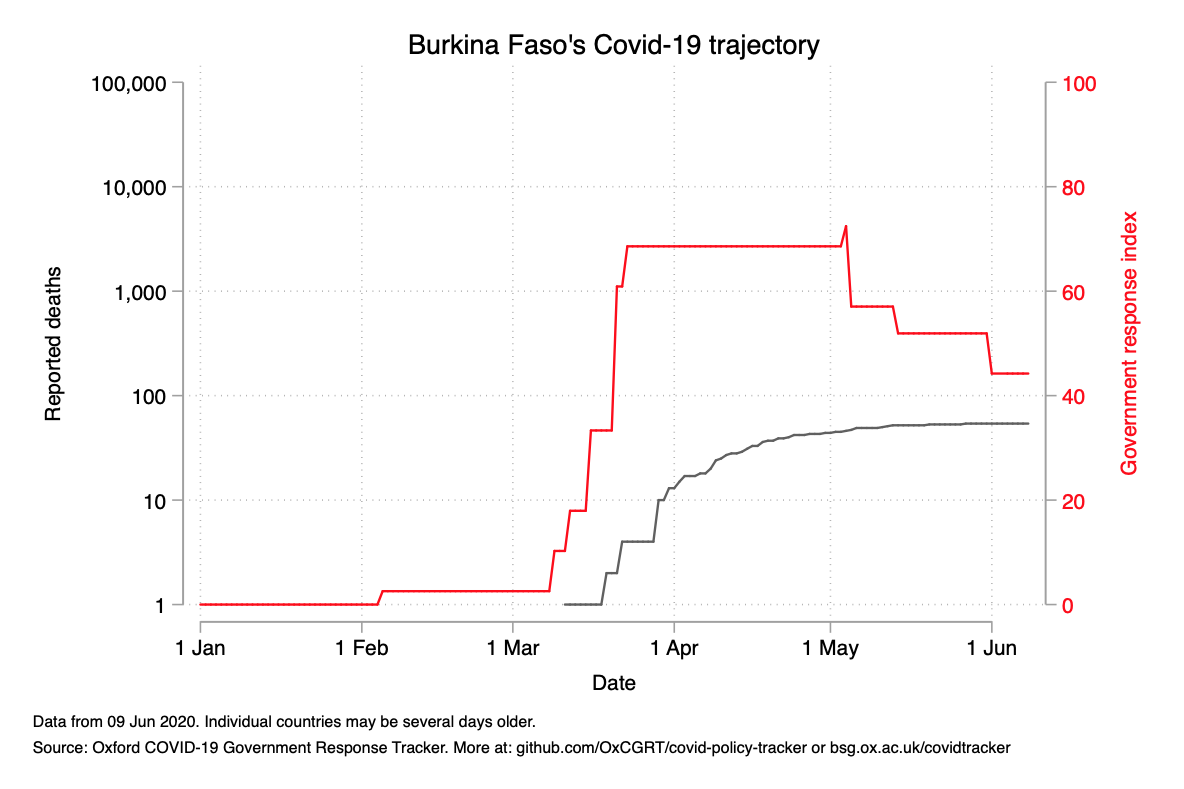 Burkina Faso's Covid-19 trajectory
100,000
10,000
1,000
100
10
1
Reported deaths
100
80
60
40
20
0
Government response index
1 Jan 1 Feb 1 Mar 1 Apr 1 May 1 Jun
Date
Data from 09 Jun 2020. Individual countries may be several days older.
Source: Oxford COVID-19 Government Response Tracker. More at: github.com/OxCGRT/covid-policy-tracker or bsg.ox.ac.uk/covidtracker